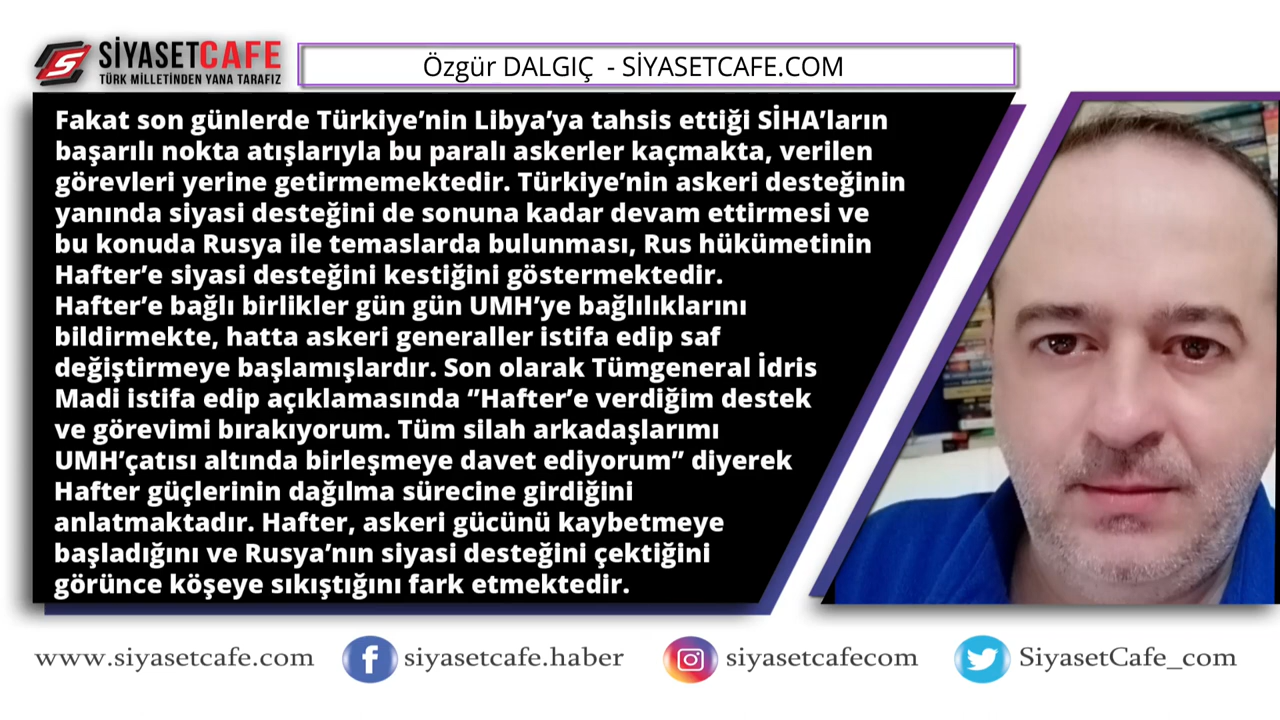 SİYASETCAFE
TÜRK MİLLETİNDEN YANA TARAFIZ
Özgür DALGIÇ - SİYASETCAFE.COM
Fakat son günlerde Türkiye’nin Libya’ya tahsis ettiği SİHA’ların
başarılı nokta atışlarıyla bu paralı askerler kaçmakta, verilen
görevleri yerine getirmemektedir. Türkiye’nin askeri desteğinin
yanında siyasi desteğini de sonuna kadar devam ettirmesi ve
bu konuda Rusya ile temaslarda bulunması, Rus hükümetinin
Hafter’e siyasi desteğini kestiğini göstermektedir.
Hafter’e bağlı birlikler gün gün UMH’ye bağlılıklarını
bildirmekte, hatta askeri generaller istifa edip saf
değiştirmeye başlamışlardır. Son olarak Tümgeneral İdris
Madi istifa edip açıklamasında “Hafter’e verdiğim destek
ve görevimi bırakıyorum. Tüm silah arkadaşlarımı
UMH’çatısı altında birleşmeye davet ediyorum” diyerek
Hafter güçlerinin dağılma sürecine girdiğini
anlatmaktadır. Hafter, askeri gücünü kaybetmeye
başladığını ve Rusya’nın siyasi desteğini çektiğini
görünce köşeye sıkıştığını fark etmektedir.
www.siyasetcafe.com siyasetcafe.haber siyasetcafecom SiyasetCafe_com